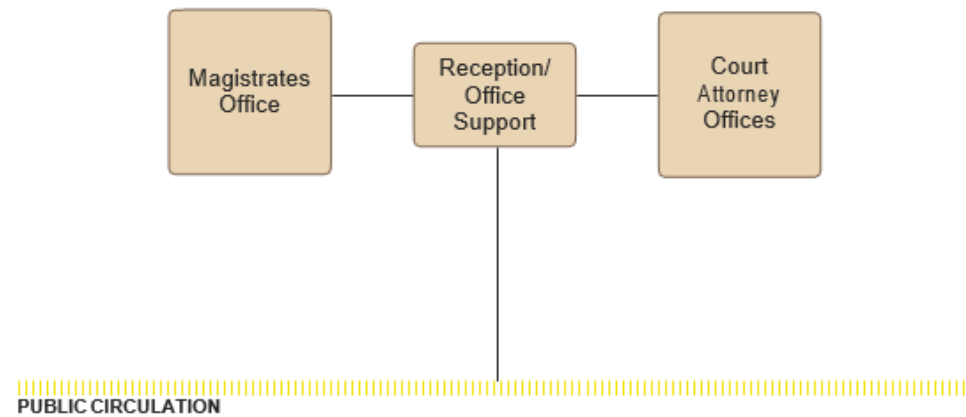 Magistrates
Office
Reception/
Office
Support
Court
Attorney
Offices
PUBLIC CIRCULATION